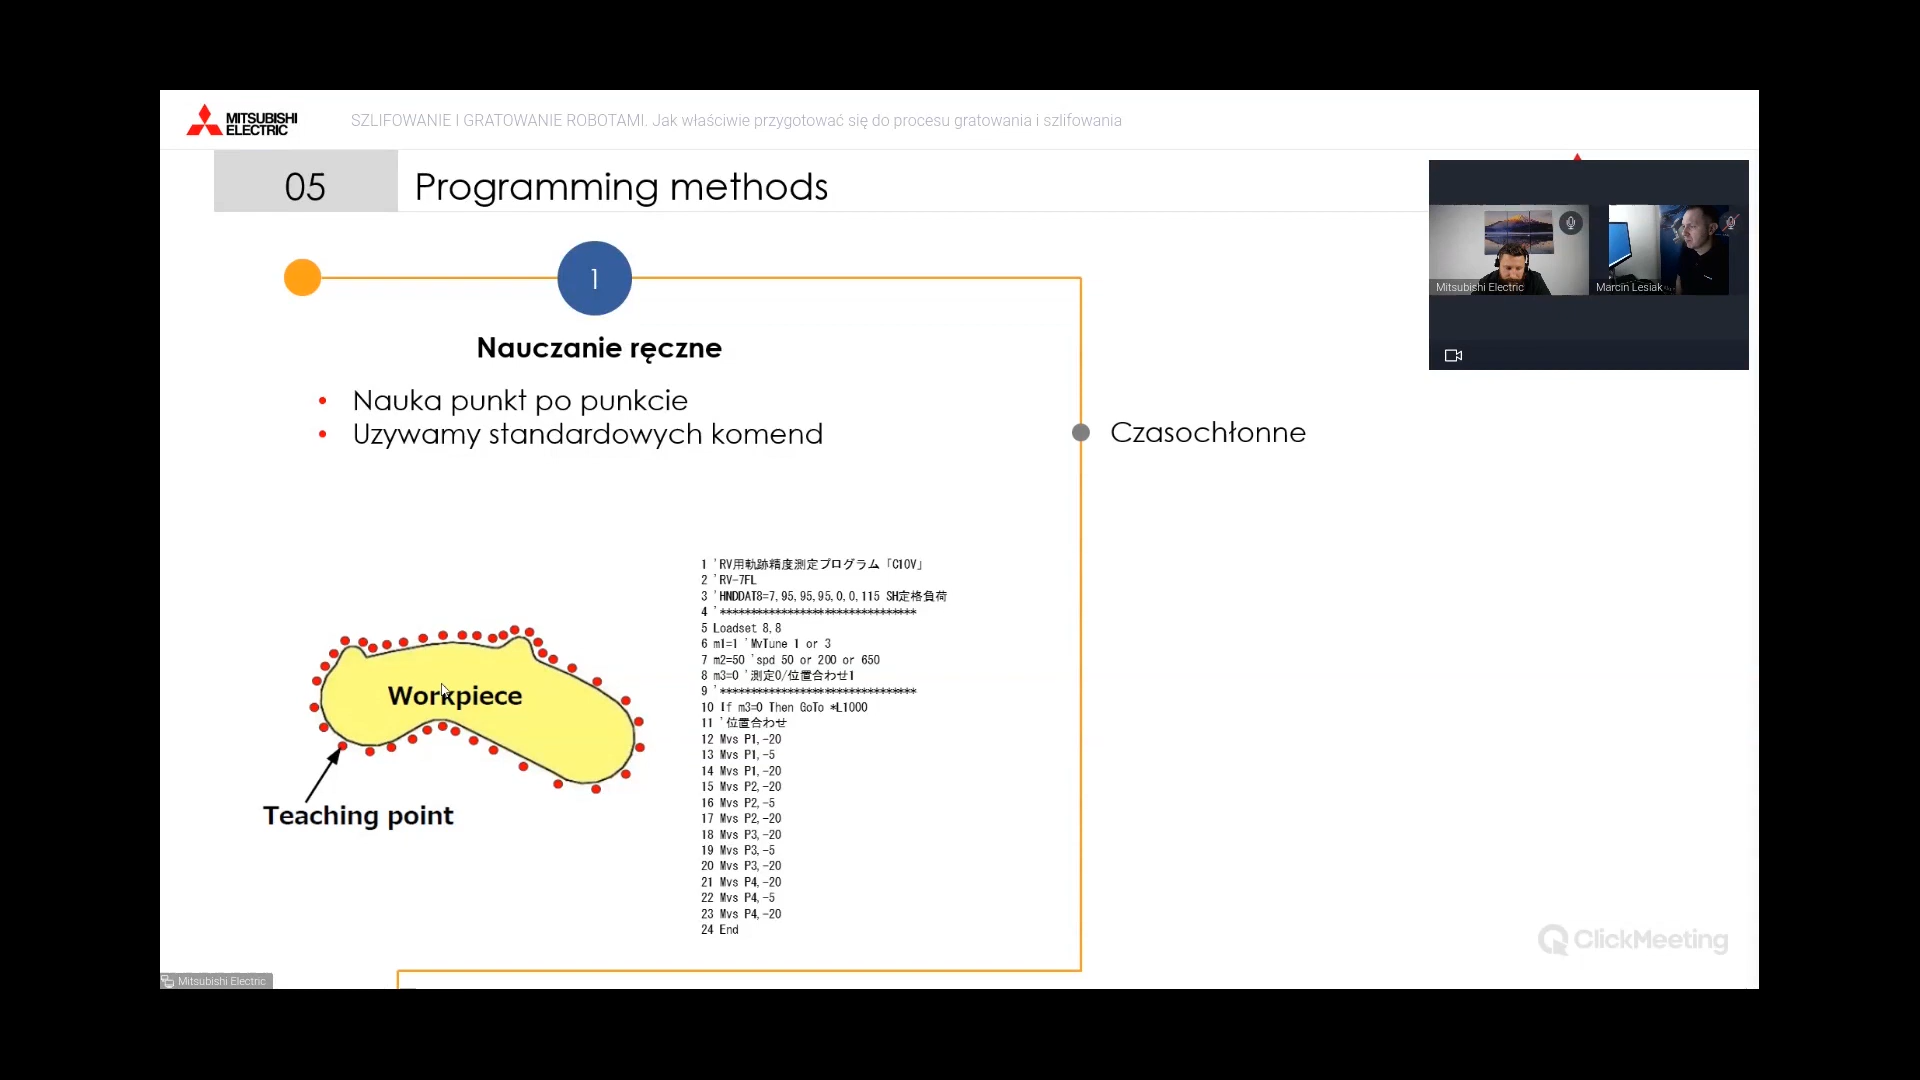 MITSUBISHI
ELECTRIC
SZLIFOWANIE I GRATOWANIE ROBOTAMI. Jak właściwie przygotować się do procesu gratowania i szlifowania
05
Programming methods
1
Nauczanie ręczne
• Nauka punkt po punkcie
• Uzywamy standardowych komend
Czasochłonne
Mitsubishi Electric
Marcin Lesiak
Workpiece
Teaching point
1 'RV用軌跡精度測定プログラム「C10V」
2 'RV-7FL
3 'HNDDAT8=7,95,95,95,0,0,115 SH定格負荷
4 '********************************
5 Loadset 8,8
6 m1=1 'MvTune 1 or 3
7 m2=50 'spd 50 or 200 or 650
8 m3=0 '測定0/位置合わせ1
9 '********************************
10 If m3=0 Then GoTo *L1000
11 '位置合わせ
12 Mvs P1,-20
13 Mvs P1,-5
14 Mvs P1,-20
15 Mvs P2,-20
16 Mvs P2,-5
17 Mvs P2,-20
18 Mvs P3,-20
19 Mvs P3,-5
20 Mvs P3,-20
21 Mvs P4,-20
22 Mvs P4,-5
23 Mvs P4,-20
24 End
ClickMeeting
Mitsubishi Electric